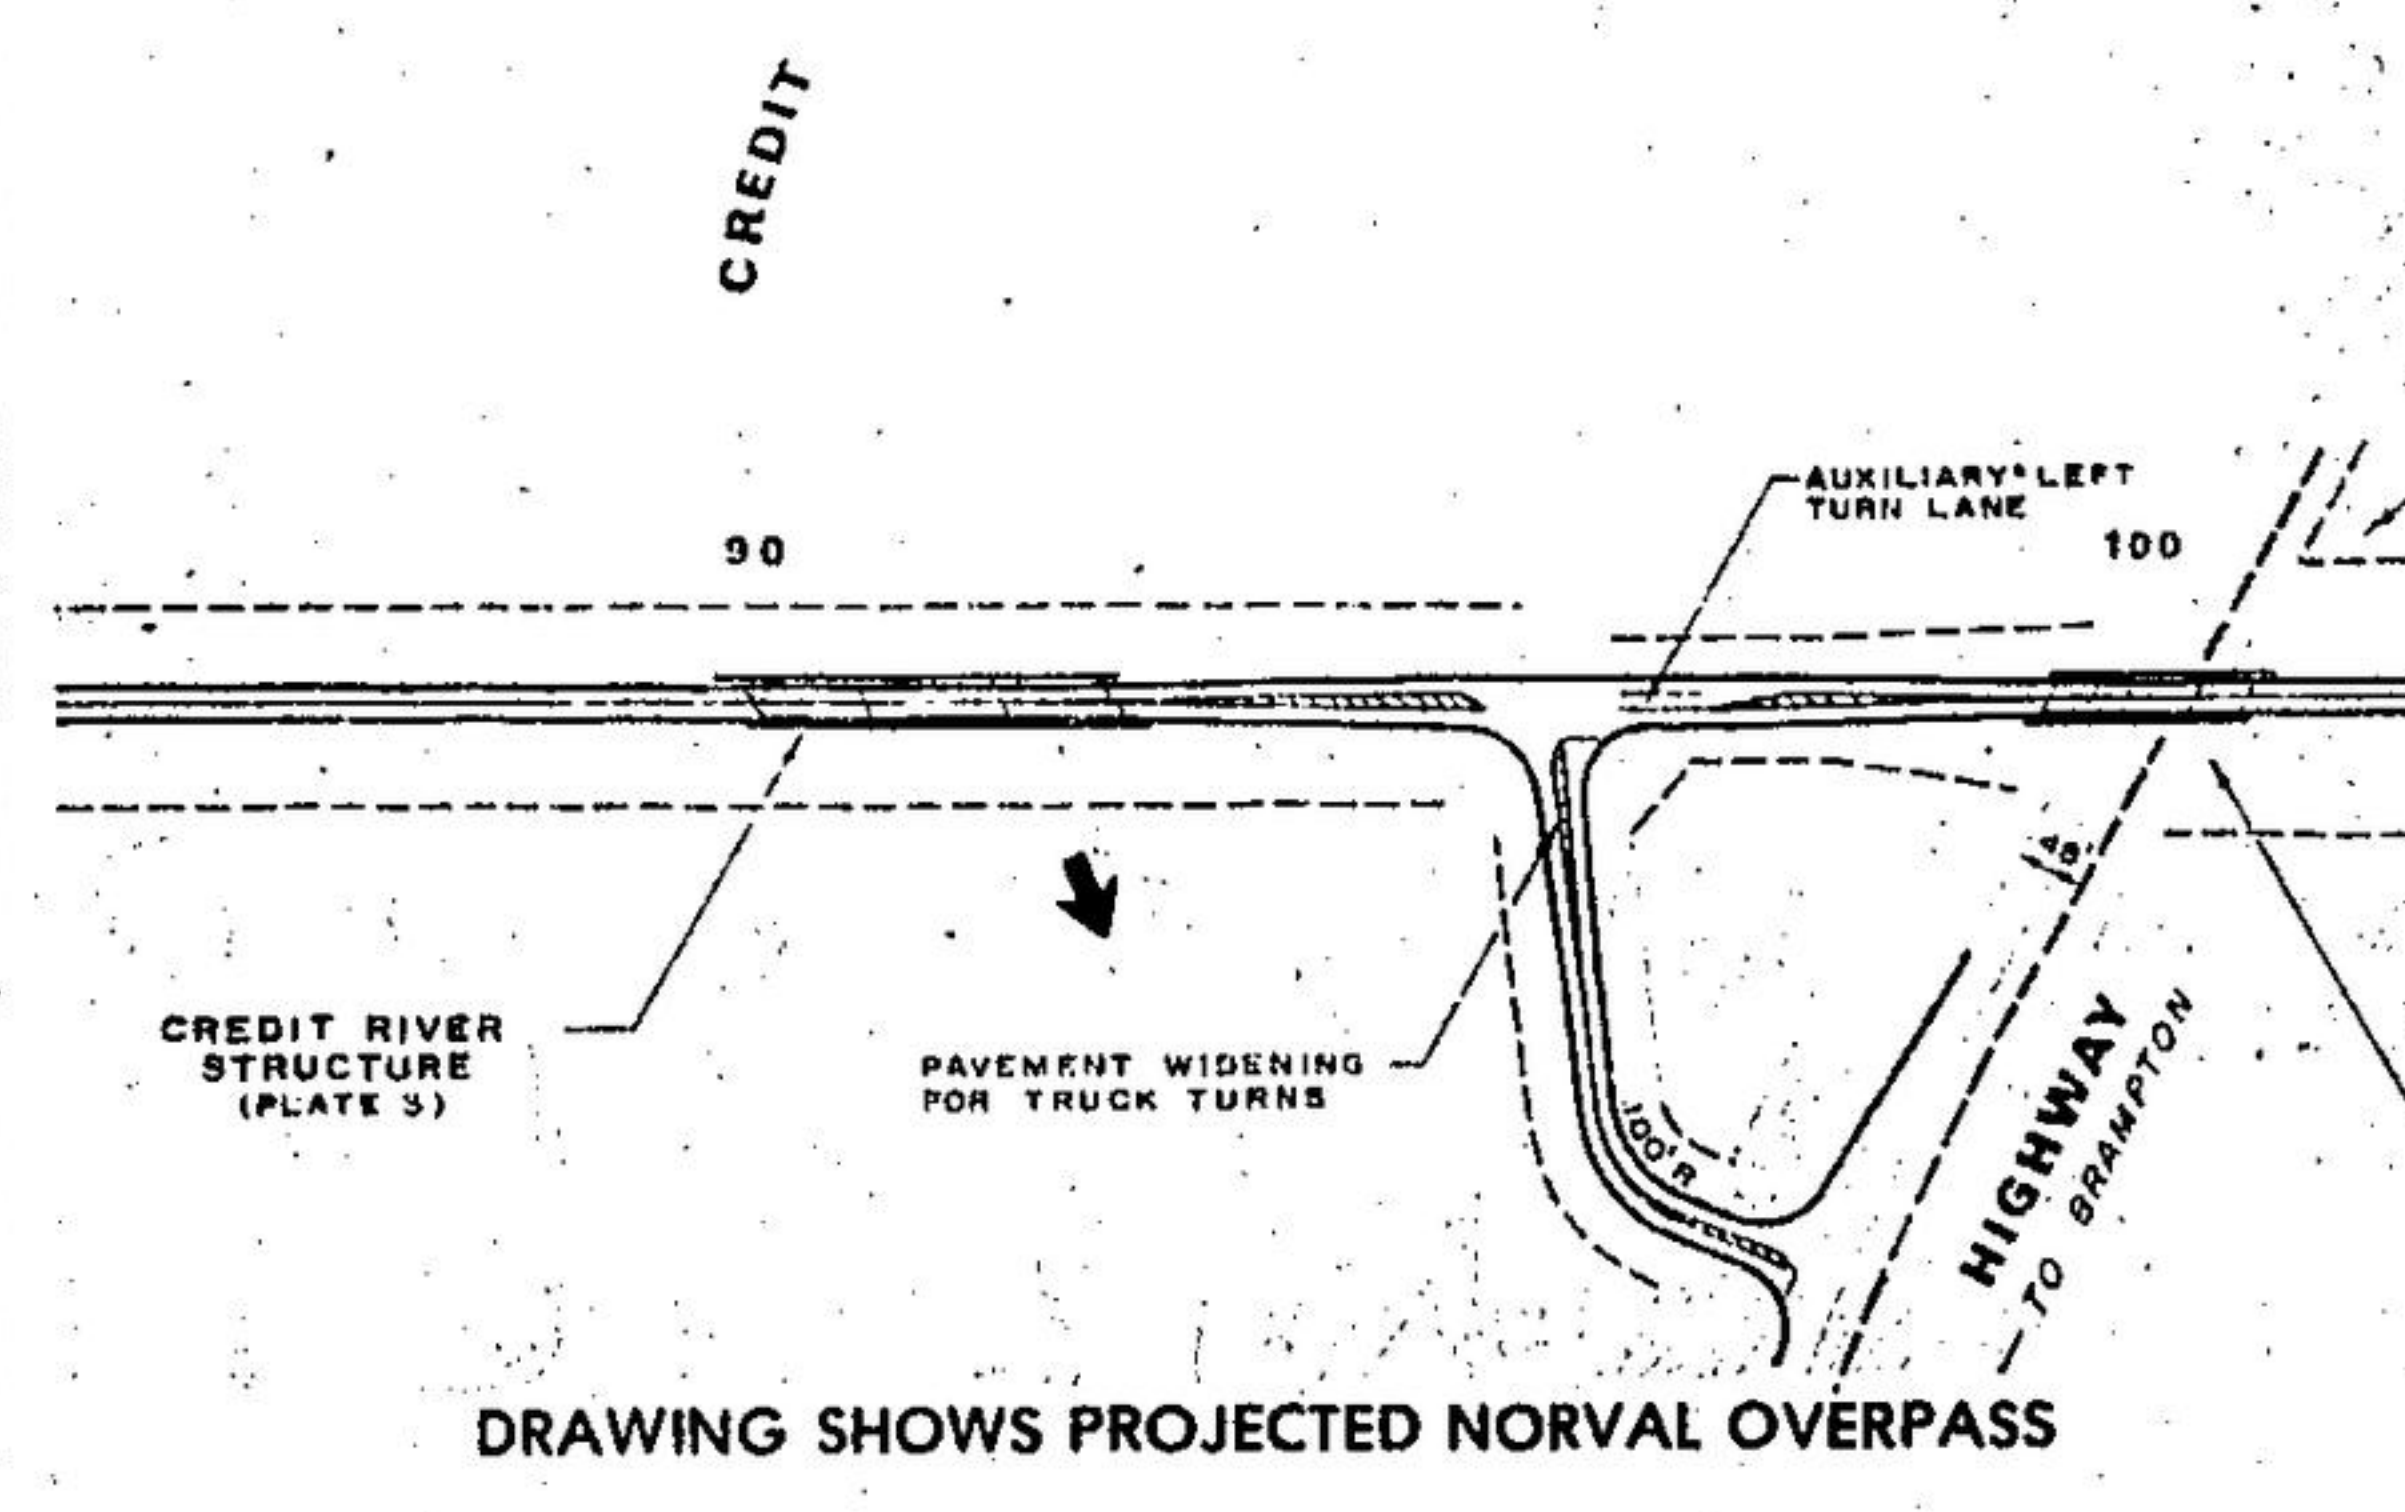 CREDIT
AUXILIARY LEFT
TURN LANE
90
100
48'
CREDIT RIVER
STRUCTURE
(PLATE 3)
PAVEMENT WIDENING
FOR TRUCK TURNS
100' R
HIGHWAY
TO BRAMPTON
DRAWING SHOWS PROJECTED NORVAL OVERPASS